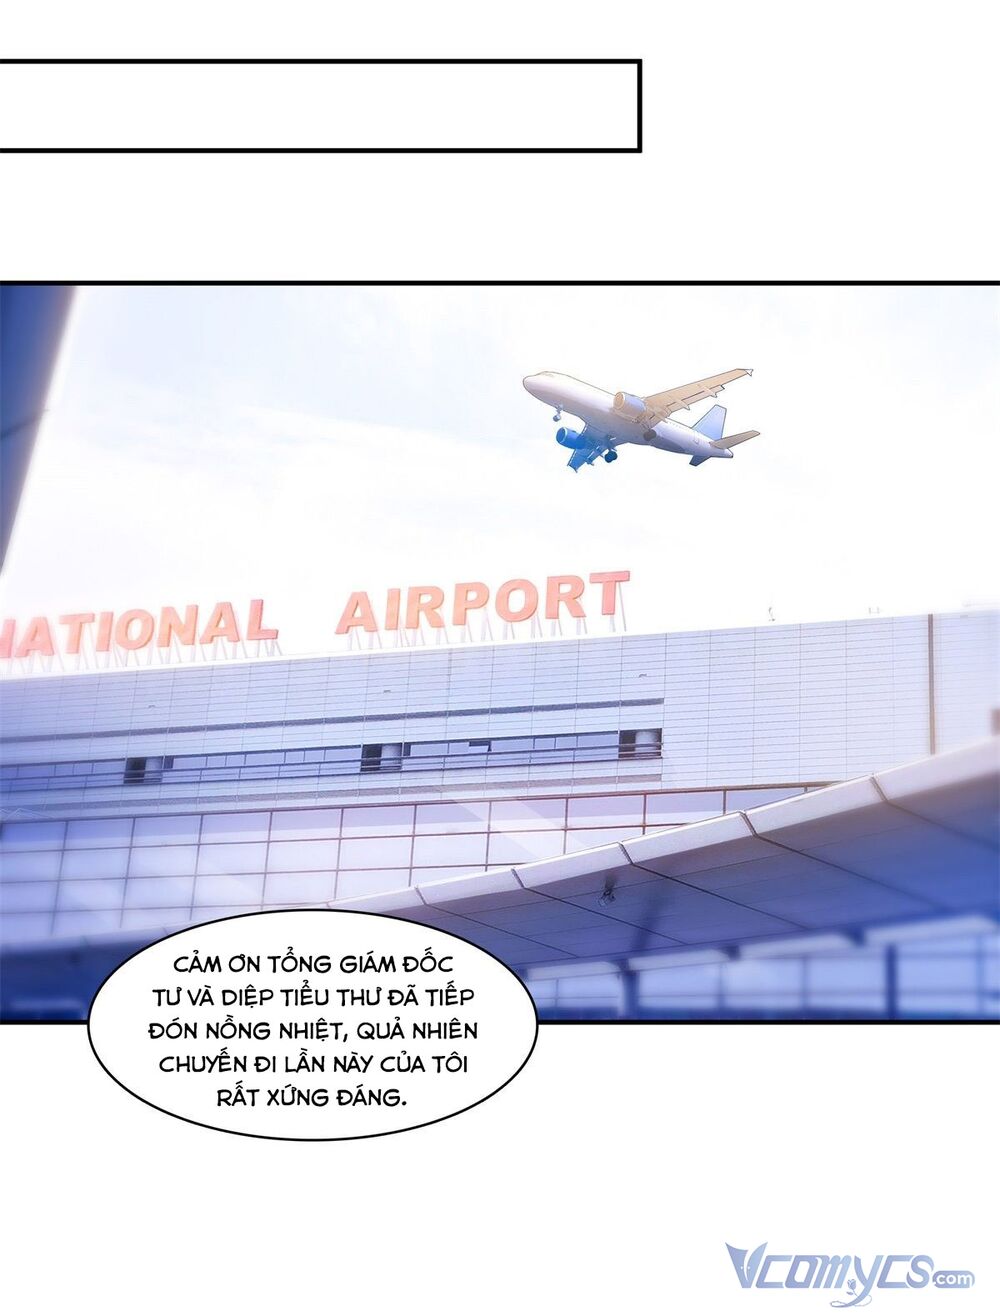 NATIONAL AIRPORT
CẢM ƠN TỔNG GIÁM ĐỐC
TƯ VÀ DIỆP TIỂU THƯ ĐÃ TIẾP
ĐÓN NỒNG NHIỆT, QUẢ NHIÊN
CHUYẾN ĐI LẦN NÀY CỦA TÔI
RẤT XỨNG ĐÁNG.
VCOMYCS.com